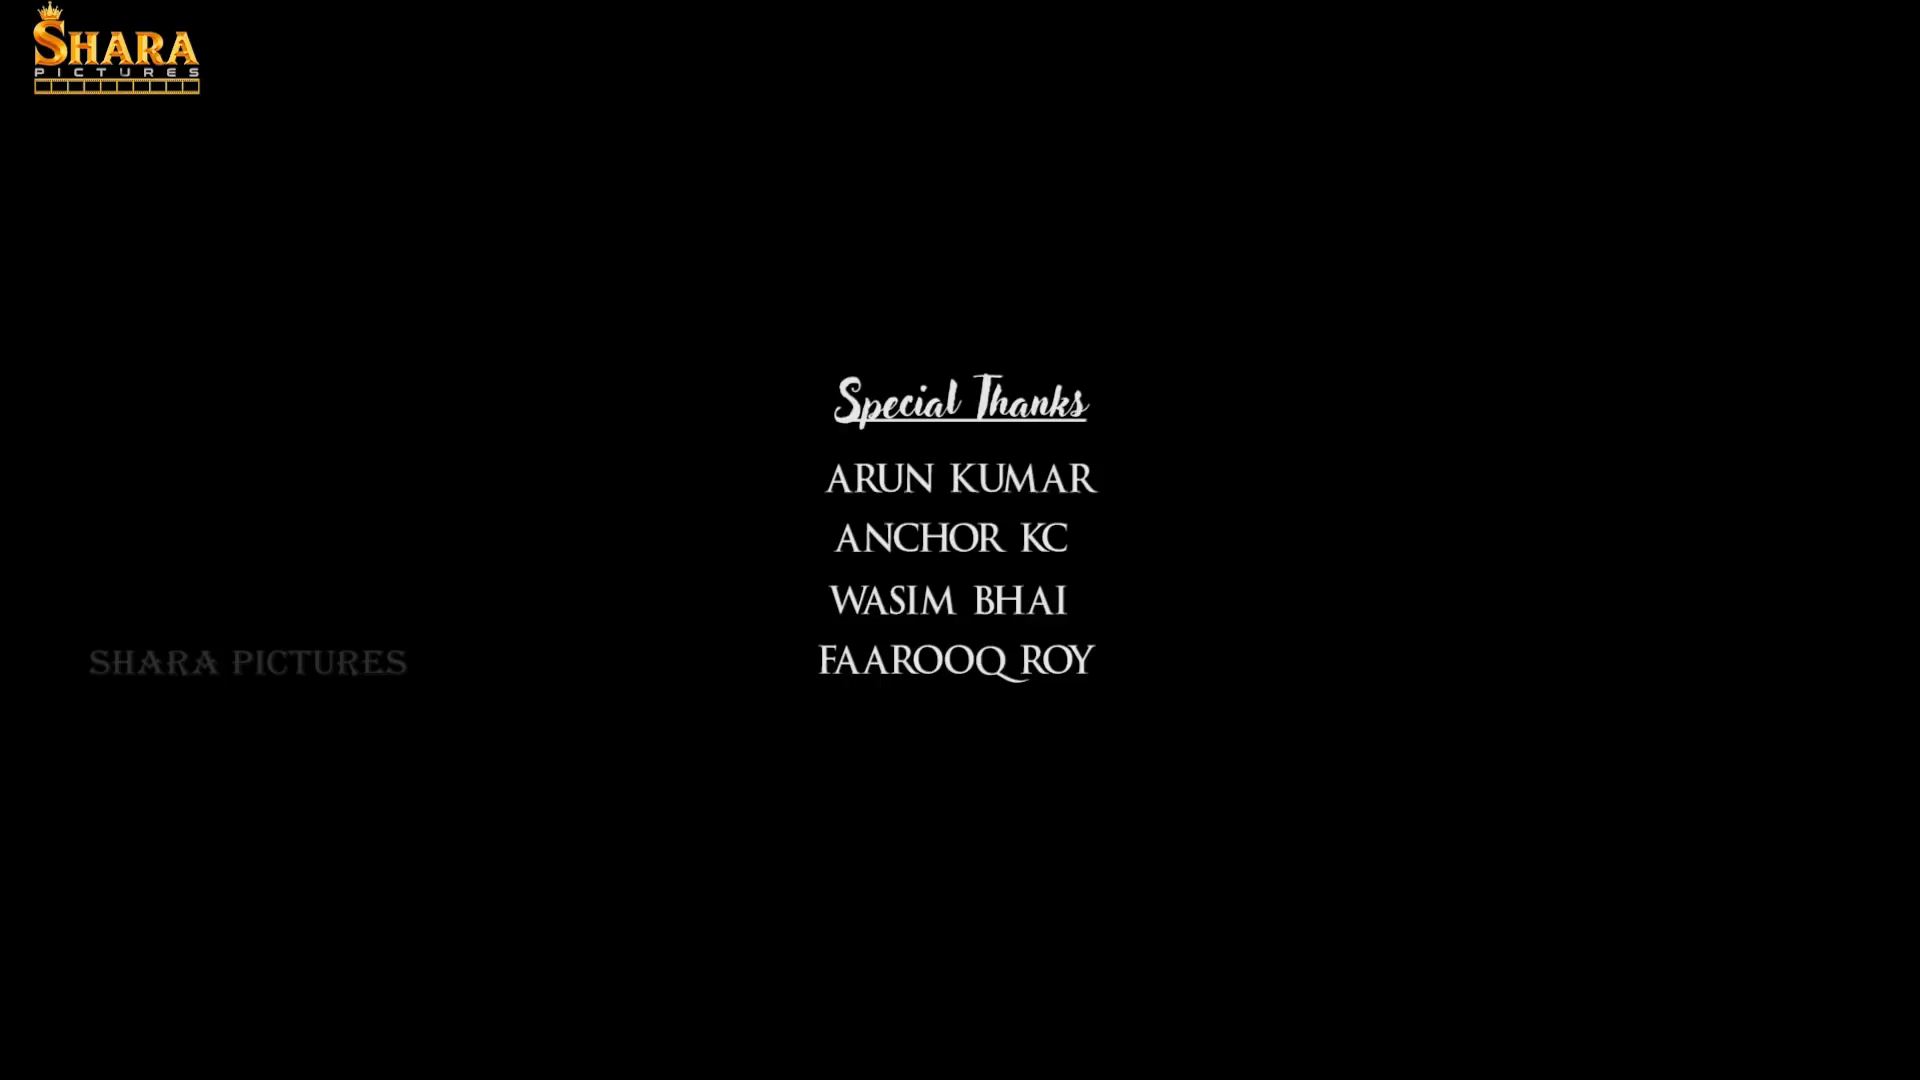 SHARA
PICTURES
Special Thanks
ARUN KUMAR
ANCHOR KC
WASIM BHAI
FAAROOQ ROY
SHARA PICTURES